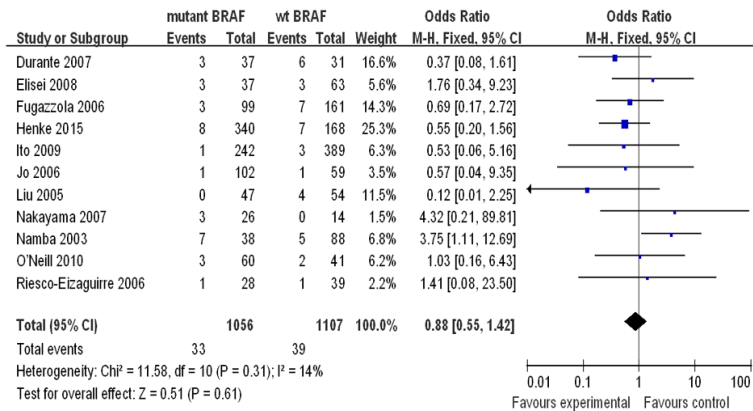 mutant BRAF wt BRAF Odds Ratio Odds Ratio
Study or Subgroup Events Total Events Total Weight M-H, Fixed, 95% CI M-H, Fixed, 95% CI
Durante 2007 3 37 6 31 16.6% 0.37 [0.08, 1.61]
Elisei 2008 3 37 3 63 5.6% 1.76 [0.34, 9.23]
Fugazzola 2006 3 99 7 161 14.3% 0.69 [0.17, 2.72]
Henke 2015 8 340 7 168 25.3% 0.55 [0.20, 1.56]
Ito 2009 1 242 3 389 6.3% 0.53 [0.06, 5.16]
Jo 2006 1 102 1 59 3.5% 0.57 [0.04, 9.35]
Liu 2005 0 47 4 54 11.5% 0.12 [0.01, 2.25]
Nakayama 2007 3 26 0 14 1.5% 4.32 [0.21, 89.81]
Namba 2003 7 38 5 88 6.8% 3.75 [1.11, 12.69]
O'Neill 2010 3 60 2 41 6.2% 1.03 [0.16, 6.43]
Riesco-Eizaguirre 2006 1 28 1 39 2.2% 1.41 [0.08, 23.50]
Total (95% CI) 1056 1107 100.0% 0.88 [0.55, 1.42]
Total events 33 39
Heterogeneity: Chi² = 11.58, df = 10 (P = 0.31); I² = 14%
Test for overall effect: Z = 0.51 (P = 0.61)
0.01 0.1 1 10 100
Favours experimental Favours control